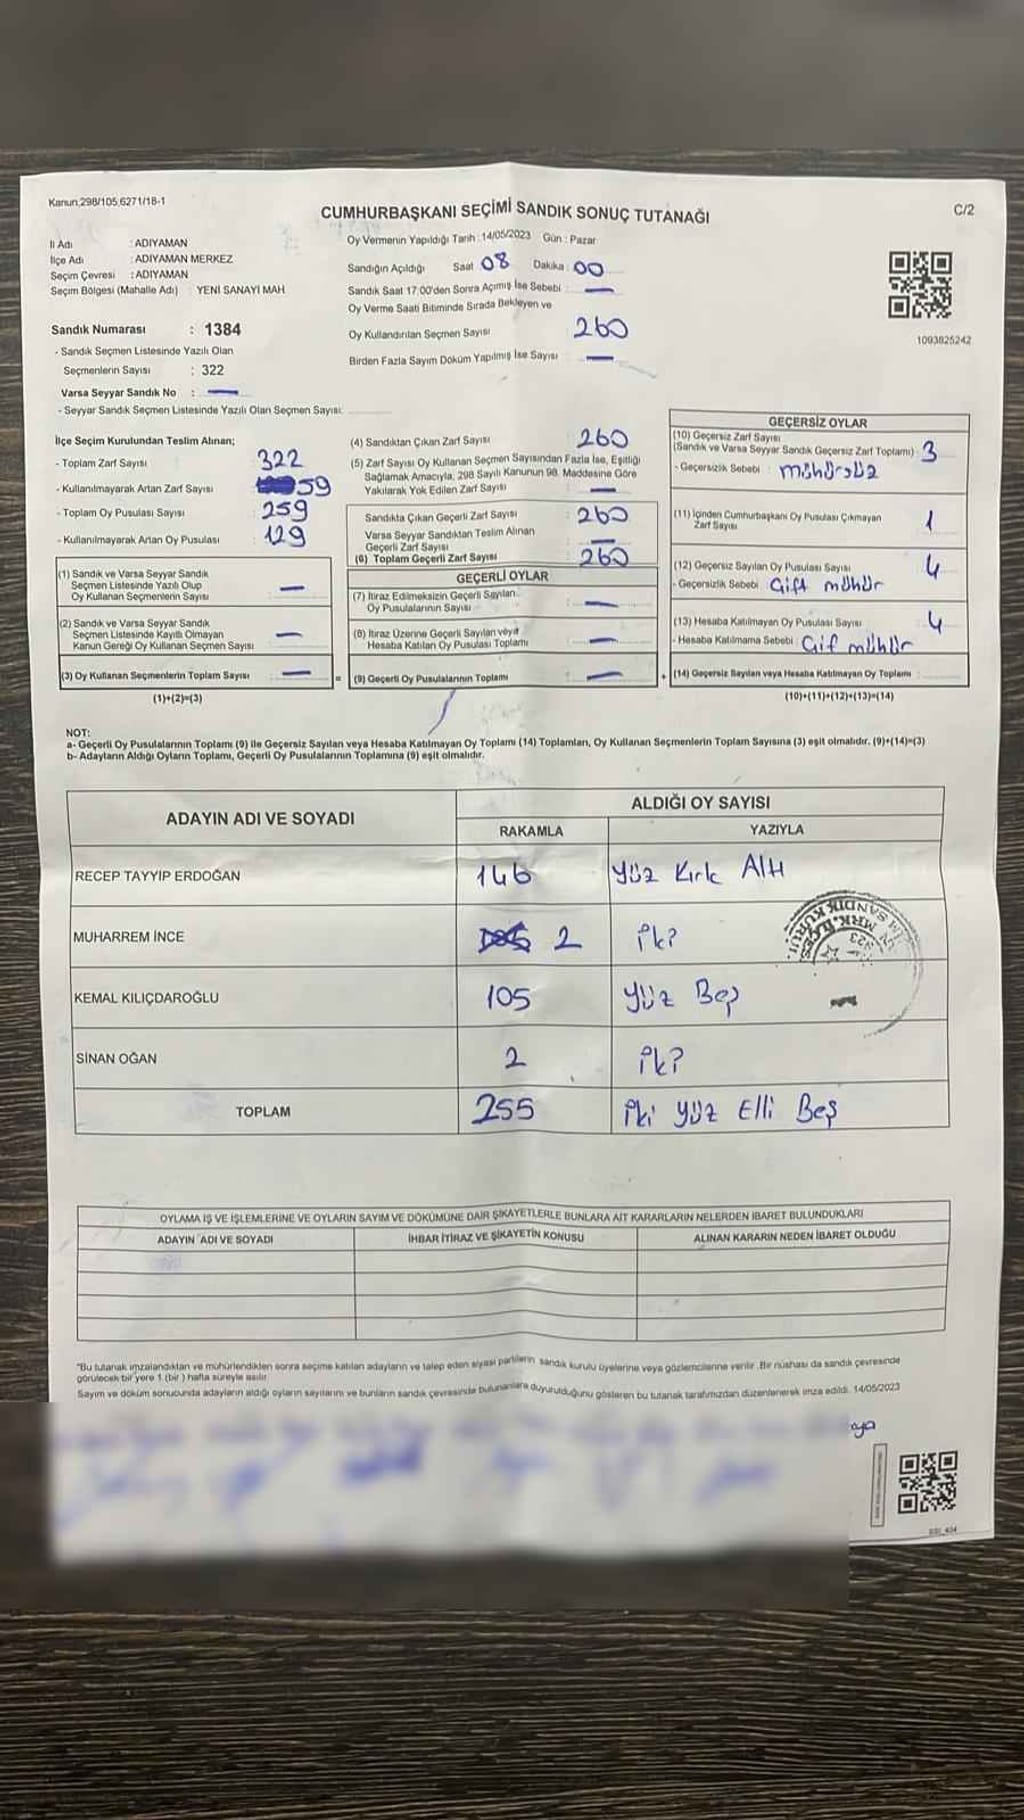 Kanun,298/105,6271/18-1
CUMHURBAŞKANI SEÇİMİ SANDIK SONUÇ TUTANAĞI
C/2
İl Adı : ADIYAMAN
İlçe Adı : ADIYAMAN MERKEZ
Seçim Çevresi : ADIYAMAN
Seçim Bölgesi (Mahalle Adı) : YENİ SANAYİ MAH
Sandık Numarası : 1384
- Sandık Seçmen Listesinde Yazılı Olan
Seçmenlerin Sayısı : 322
Varsa Seyyar Sandık No : —
- Seyyar Sandık Seçmen Listesinde Yazılı Olan Seçmen Sayısı:
Oy Vermenin Yapıldığı Tarih : 14/05/2023 Gün : Pazar
Sandığın Açıldığı Saat 08 Dakika : 00
Sandık Saat 17:00'den Sonra Açımış İse Sebebi : —
Oy Verme Saati Bitiminde Sırada Bekleyen ve
Oy Kullandırılan Seçmen Sayısı 260
Birden Fazla Sayım Döküm Yapılmış İse Sayısı —
1093825242
İlçe Seçim Kurulundan Teslim Alınan;
- Toplam Zarf Sayısı 322
- Kullanılmayarak Artan Zarf Sayısı 59
- Toplam Oy Pusulası Sayısı 259
- Kullanılmayarak Artan Oy Pusulası 129
(1) Sandık ve Varsa Seyyar Sandık
Seçmen Listesinde Yazılı Olup
Oy Kullanan Seçmenlerin Sayısı —
(2) Sandık ve Varsa Seyyar Sandık
Seçmen Listesinde Kayıtlı Olmayan
Kanun Gereği Oy Kullanan Seçmen Sayısı —
(3) Oy Kullanan Seçmenlerin Toplam Sayısı —
(1)+(2)=(3)
(4) Sandıktan Çıkan Zarf Sayısı 260
(5) Zarf Sayısı Oy Kullanan Seçmen Sayısından Fazla İse, Eşitliği
Sağlamak Amacıyla, 298 Sayılı Kanunun 98. Maddesine Göre
Yakılarak Yok Edilen Zarf Sayısı —
Sandıkta Çıkan Geçerli Zarf Sayısı : 260
Varsa Seyyar Sandıktan Teslim Alınan
Geçerli Zarf Sayısı —
(6) Toplam Geçerli Zarf Sayısı : 260
GEÇERLİ OYLAR
(7) İtiraz Edilmeksizin Geçerli Sayılan
Oy Pusulalarının Sayısı : —
(8) İtiraz Üzerine Geçerli Sayılan veya
Hesaba Katılan Oy Pusulası Toplamı : —
=
(9) Geçerli Oy Pusulalarının Toplamı : —
+
GEÇERSİZ OYLAR
(10) Geçersiz Zarf Sayısı
(Sandık ve Varsa Seyyar Sandık Geçersiz Zarf Toplamı) : 3
- Geçersizlik Sebebi : mühürsüz
(11) İçinden Cumhurbaşkanı Oy Pusulası Çıkmayan
Zarf Sayısı 1
(12) Geçersiz Sayılan Oy Pusulası Sayısı 4
- Geçersizlik Sebebi Çift mühür
(13) Hesaba Katılmayan Oy Pusulası Sayısı 4
- Hesaba Katılmama Sebebi : Çif mühür
(14) Geçersiz Sayılan veya Hesaba Katılmayan Oy Toplamı
(10)+(11)+(12)+(13)=(14)
NOT:
a- Geçerli Oy Pusulalarının Toplamı (9) ile Geçersiz Sayılan veya Hesaba Katılmayan Oy Toplamı (14) Toplamları, Oy Kullanan Seçmenlerin Toplam Sayısına (3) eşit olmalıdır. (9)+(14)=(3)
b- Adayların Aldığı Oyların Toplamı, Geçerli Oy Pusulalarının Toplamına (9) eşit olmalıdır.
ADAYIN ADI VE SOYADI ALDIĞI OY SAYISI
RAKAMLA YAZIYLA
RECEP TAYYİP ERDOĞAN 146 Yüz Kırk Altı
MUHARREM İNCE 2 iki
KEMAL KILIÇDAROĞLU 105 Yüz Beş
SİNAN OĞAN 2 iki
TOPLAM 255 iki yüz Elli Beş
OYLAMA İŞ VE İŞLEMLERİNE VE OYLARIN SAYIM VE DÖKÜMÜNE DAİR ŞİKAYETLERLE BUNLARA AİT KARARLARIN NELERDEN İBARET BULUNDUKLARI
ADAYIN ADI VE SOYADI İHBAR İTİRAZ VE ŞİKAYETİN KONUSU ALINAN KARARIN NEDEN İBARET OLDUĞU
"Bu tutanak imzalandıktan ve mühürlendikten sonra seçime katılan adayların ve talep eden siyasi partilerin sandık kurulu üyelerine veya gözlemcilerine verilir. Bir nüshası da sandık çevresinde
görülecek bir yere 1 (bir) hafta süreyle asılır.
Sayım ve döküm sonucunda adayların aldığı oyların sayılarını ve bunların sandık çevresinde bulunanlara duyurulduğunu gösteren bu tutanak tarafımızdan düzenlenerek imza edildi. 14/05/2023